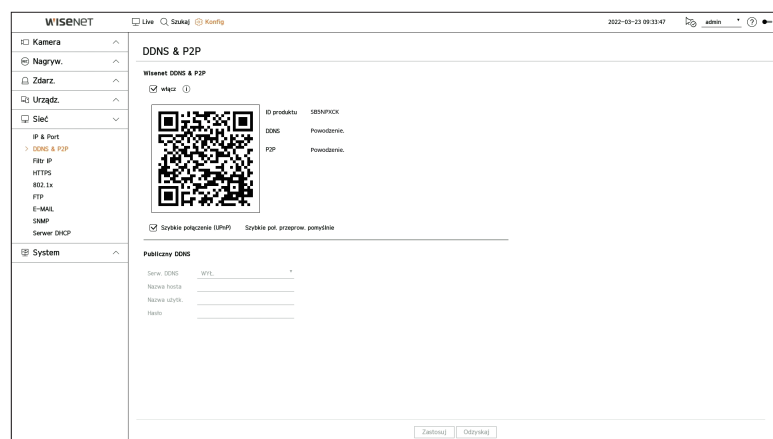 WISENET
Live Szukaj Konfig
2022-03-23 09:33:47 admin ?
Kamera
Nagryw.
Zdarz.
Urządz.
Sieć
IP & Port
DDNS & P2P
Filtr IP
HTTPS
802.1x
FTP
E-MAIL
SNMP
Serwer DHCP
System
DDNS & P2P
Wisenet DDNS & P2P
włącz i
ID produktu SB5NPXCK
DDNS Powodzenie.
P2P Powodzenie.
Szybkie połączenie (UPnP) Szybkie poł. przeprow. pomyślnie
Publiczny DDNS
Serw. DDNS WYŁ.
Nazwa hosta
Nazwa użytk.
Hasło
Zastosuj Odzyskaj